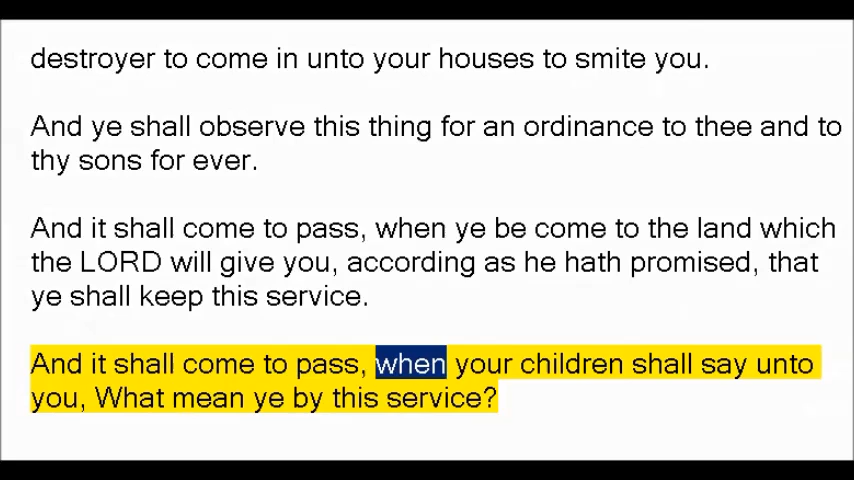 destroyer to come in unto your houses to smite you.
And ye shall observe this thing for an ordinance to thee and to
thy sons for ever.
And it shall come to pass, when ye be come to the land which
the LORD will give you, according as he hath promised, that
ye shall keep this service.
And it shall come to pass, when your children shall say unto
you, What mean ye by this service?